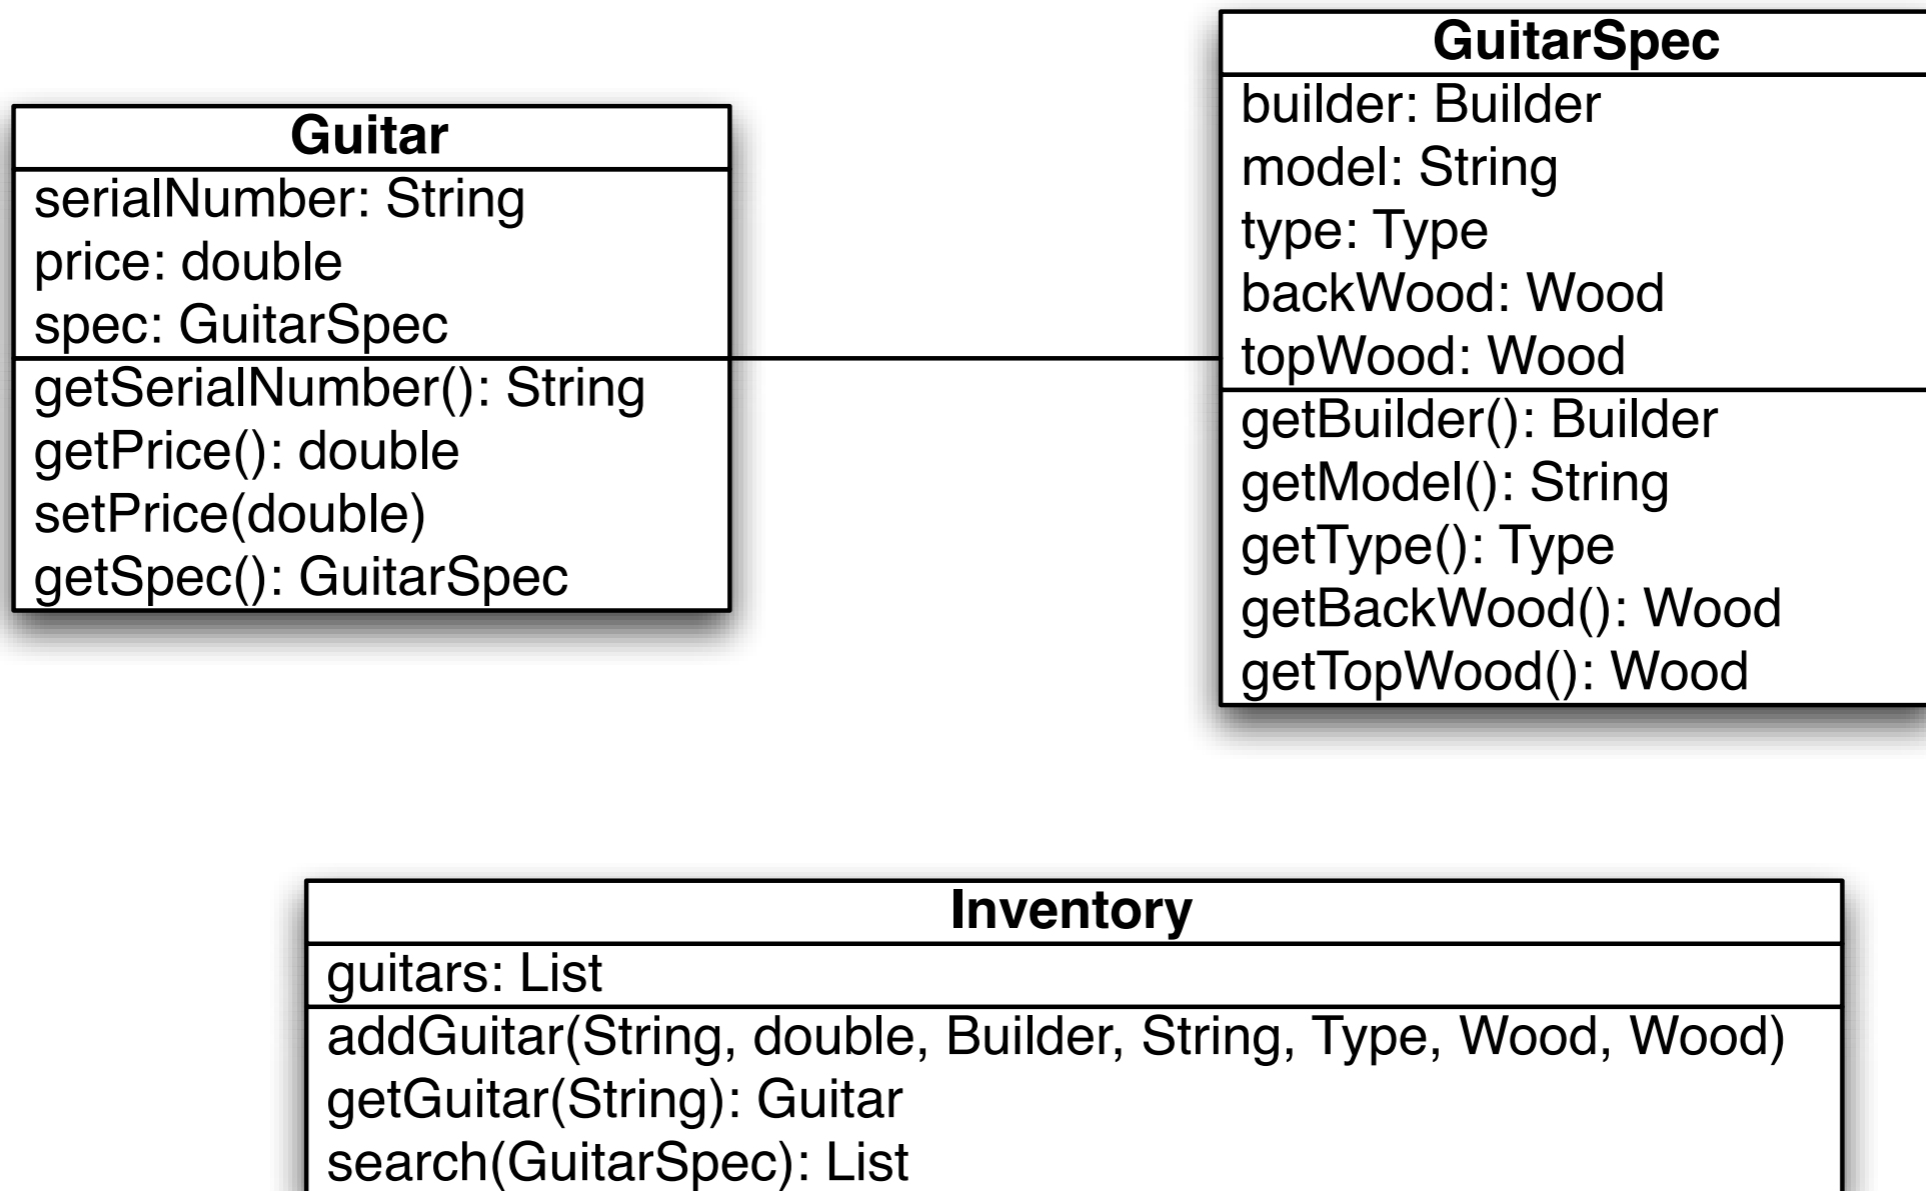 Guitar
serialNumber: String
price: double
spec: GuitarSpec
getSerialNumber(): String
getPrice(): double
setPrice(double)
getSpec(): GuitarSpec
GuitarSpec
builder: Builder
model: String
type: Type
backWood: Wood
topWood: Wood
getBuilder(): Builder
getModel(): String
getType(): Type
getBackWood(): Wood
getTopWood(): Wood
Inventory
guitars: List
addGuitar(String, double, Builder, String, Type, Wood, Wood)
getGuitar(String): Guitar
search(GuitarSpec): List